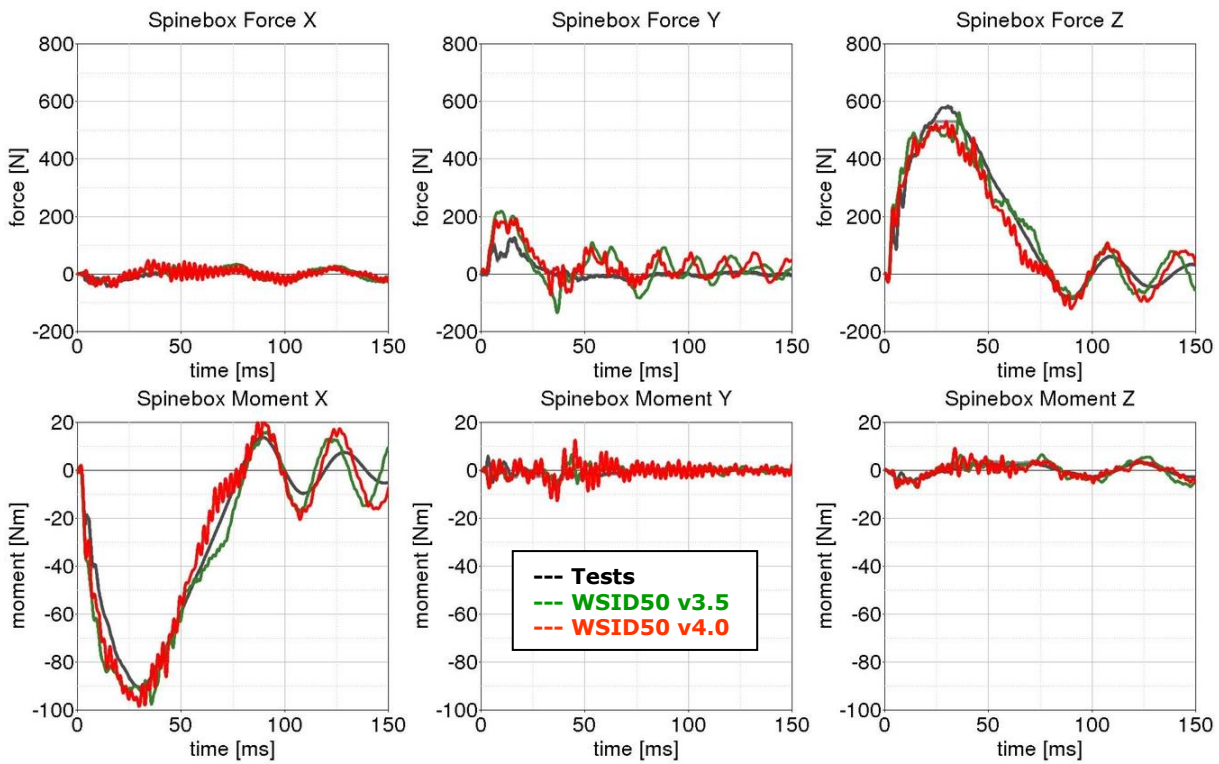 Spinebox Force X
800
600
400
200
0
-200
force [N]
0 50 100 150
time [ms]
Spinebox Force Y
800
600
400
200
0
-200
force [N]
0 50 100 150
time [ms]
Spinebox Force Z
800
600
400
200
0
-200
force [N]
0 50 100 150
time [ms]
Spinebox Moment X
20
0
-20
-40
-60
-80
-100
moment [Nm]
0 50 100 150
time [ms]
Spinebox Moment Y
20
0
-20
-40
-60
-80
-100
moment [Nm]
0 50 100 150
time [ms]
--- Tests
--- WSID50 v3.5
--- WSID50 v4.0
Spinebox Moment Z
20
0
-20
-40
-60
-80
-100
moment [Nm]
0 50 100 150
time [ms]